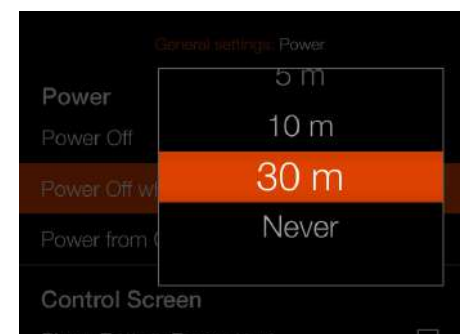 General settings: Power
5 m
Power
10 m
Power Off
30 m
Power Off wh
Never
Power from
Control Screen